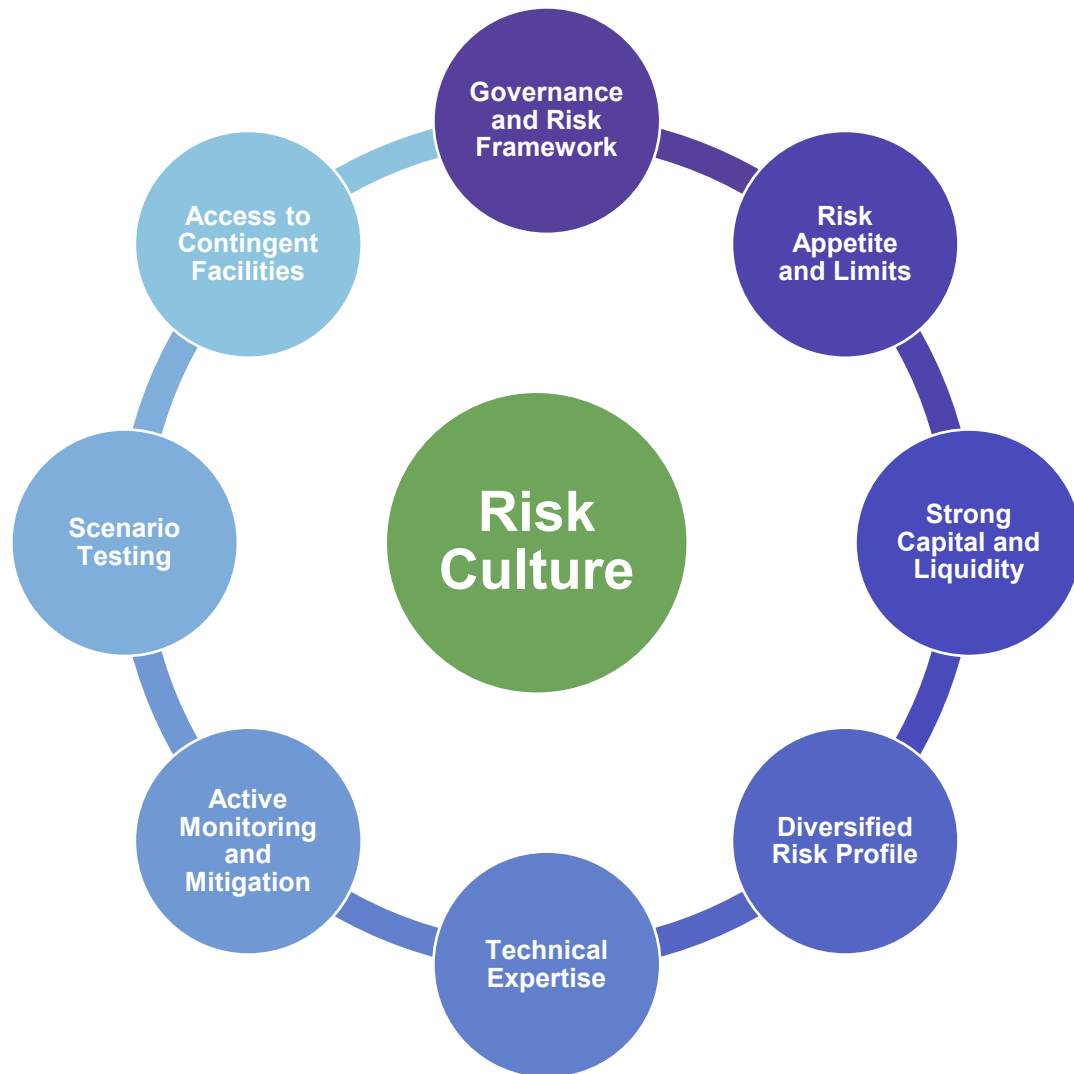 Governance
and Risk
Framework
Risk
Appetite
and Limits
Strong
Capital and
Liquidity
Diversified
Risk Profile
Technical
Expertise
Active
Monitoring
and
Mitigation
Scenario
Testing
Access to
Contingent
Facilities
Risk
Culture